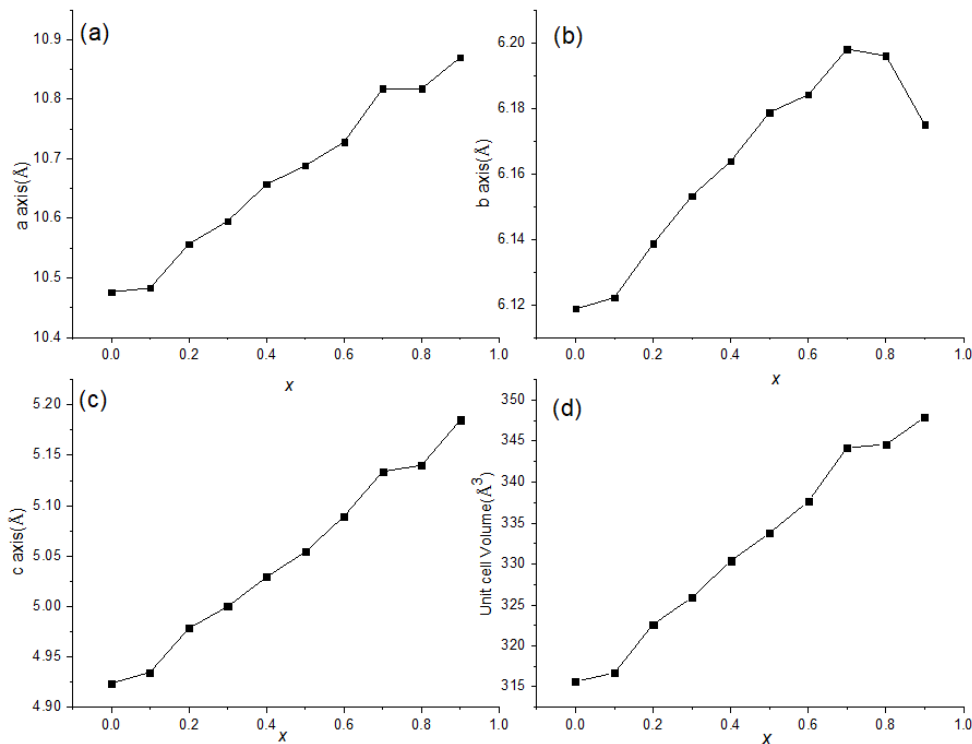 (a)
10.9
10.8
10.7
10.6
10.5
10.4
a axis(Å)
0.0 0.2 0.4 0.6 0.8 1.0
x
(b)
6.20
6.18
6.16
6.14
6.12
b axis(Å)
0.0 0.2 0.4 0.6 0.8 1.0
x
(c)
5.20
5.15
5.10
5.05
5.00
4.95
4.90
c axis(Å)
0.0 0.2 0.4 0.6 0.8 1.0
x
(d)
350
345
340
335
330
325
320
315
Unit cell Volume(Å³)
0.0 0.2 0.4 0.6 0.8 1.0
x